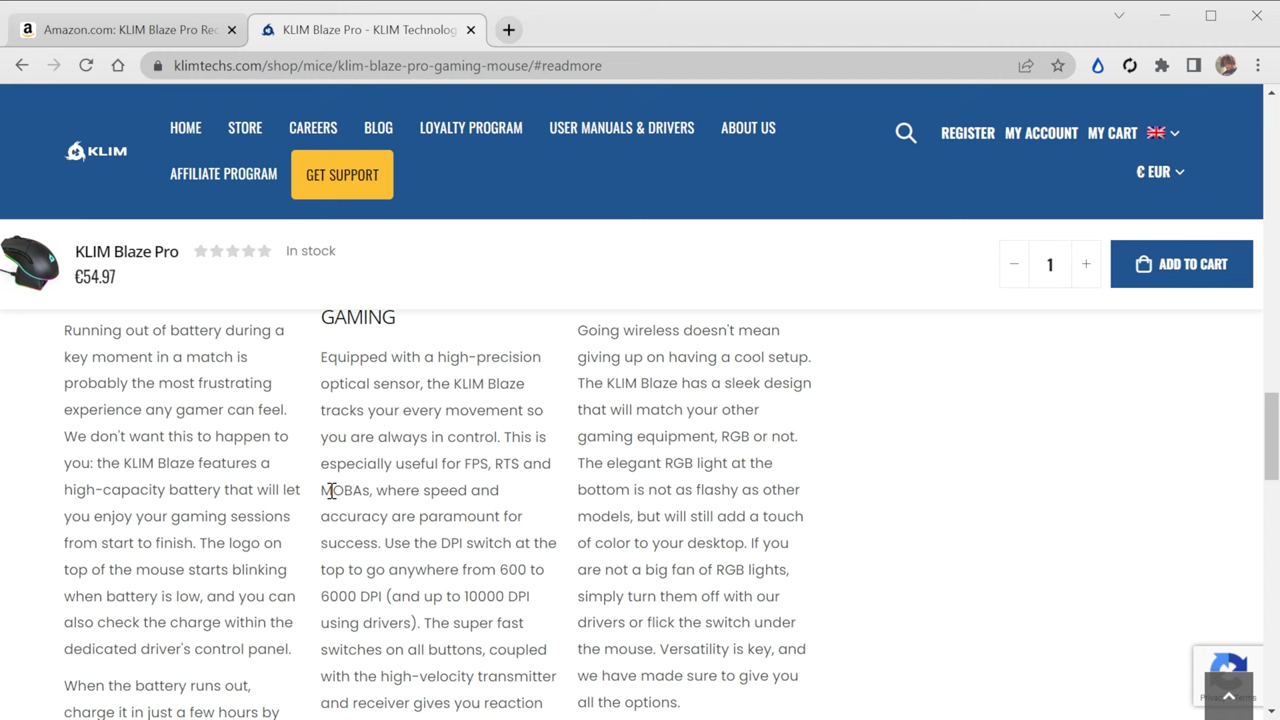 Amazon.com: KLIM Blaze Pro Rec
KLIM Blaze Pro - KLIM Technolog
klimtechs.com/shop/mice/klim-blaze-pro-gaming-mouse/#readmore
KLIM
HOME STORE CAREERS BLOG LOYALTY PROGRAM USER MANUALS & DRIVERS ABOUT US
AFFILIATE PROGRAM GET SUPPORT
REGISTER MY ACCOUNT MY CART
€ EUR
KLIM Blaze Pro In stock
€54.97
− 1 + ADD TO CART
Running out of battery during a
key moment in a match is
probably the most frustrating
experience any gamer can feel.
We don't want this to happen to
you: the KLIM Blaze features a
high-capacity battery that will let
you enjoy your gaming sessions
from start to finish. The logo on
top of the mouse starts blinking
when battery is low, and you can
also check the charge within the
dedicated driver's control panel.
When the battery runs out,
charge it in just a few hours by
GAMING
Equipped with a high-precision
optical sensor, the KLIM Blaze
tracks your every movement so
you are always in control. This is
especially useful for FPS, RTS and
MOBAs, where speed and
accuracy are paramount for
success. Use the DPI switch at the
top to go anywhere from 600 to
6000 DPI (and up to 10000 DPI
using drivers). The super fast
switches on all buttons, coupled
with the high-velocity transmitter
and receiver gives you reaction
Going wireless doesn't mean
giving up on having a cool setup.
The KLIM Blaze has a sleek design
that will match your other
gaming equipment, RGB or not.
The elegant RGB light at the
bottom is not as flashy as other
models, but will still add a touch
of color to your desktop. If you
are not a big fan of RGB lights,
simply turn them off with our
drivers or flick the switch under
the mouse. Versatility is key, and
we have made sure to give you
all the options.